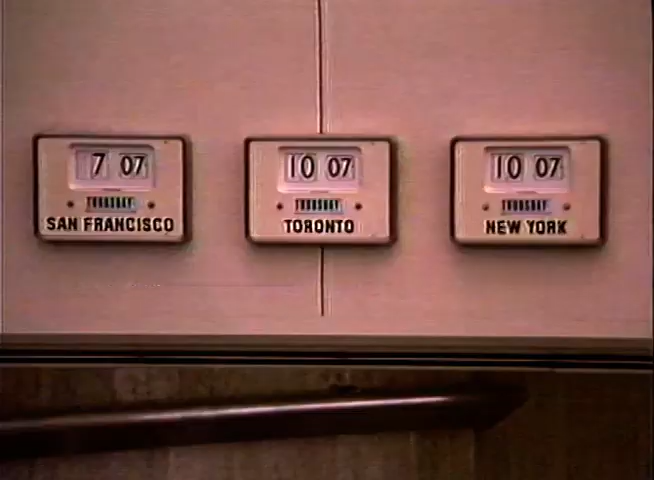 7 07
THURSDAY
SAN FRANCISCO
10 07
THURSDAY
TORONTO
10 07
THURSDAY
NEW YORK